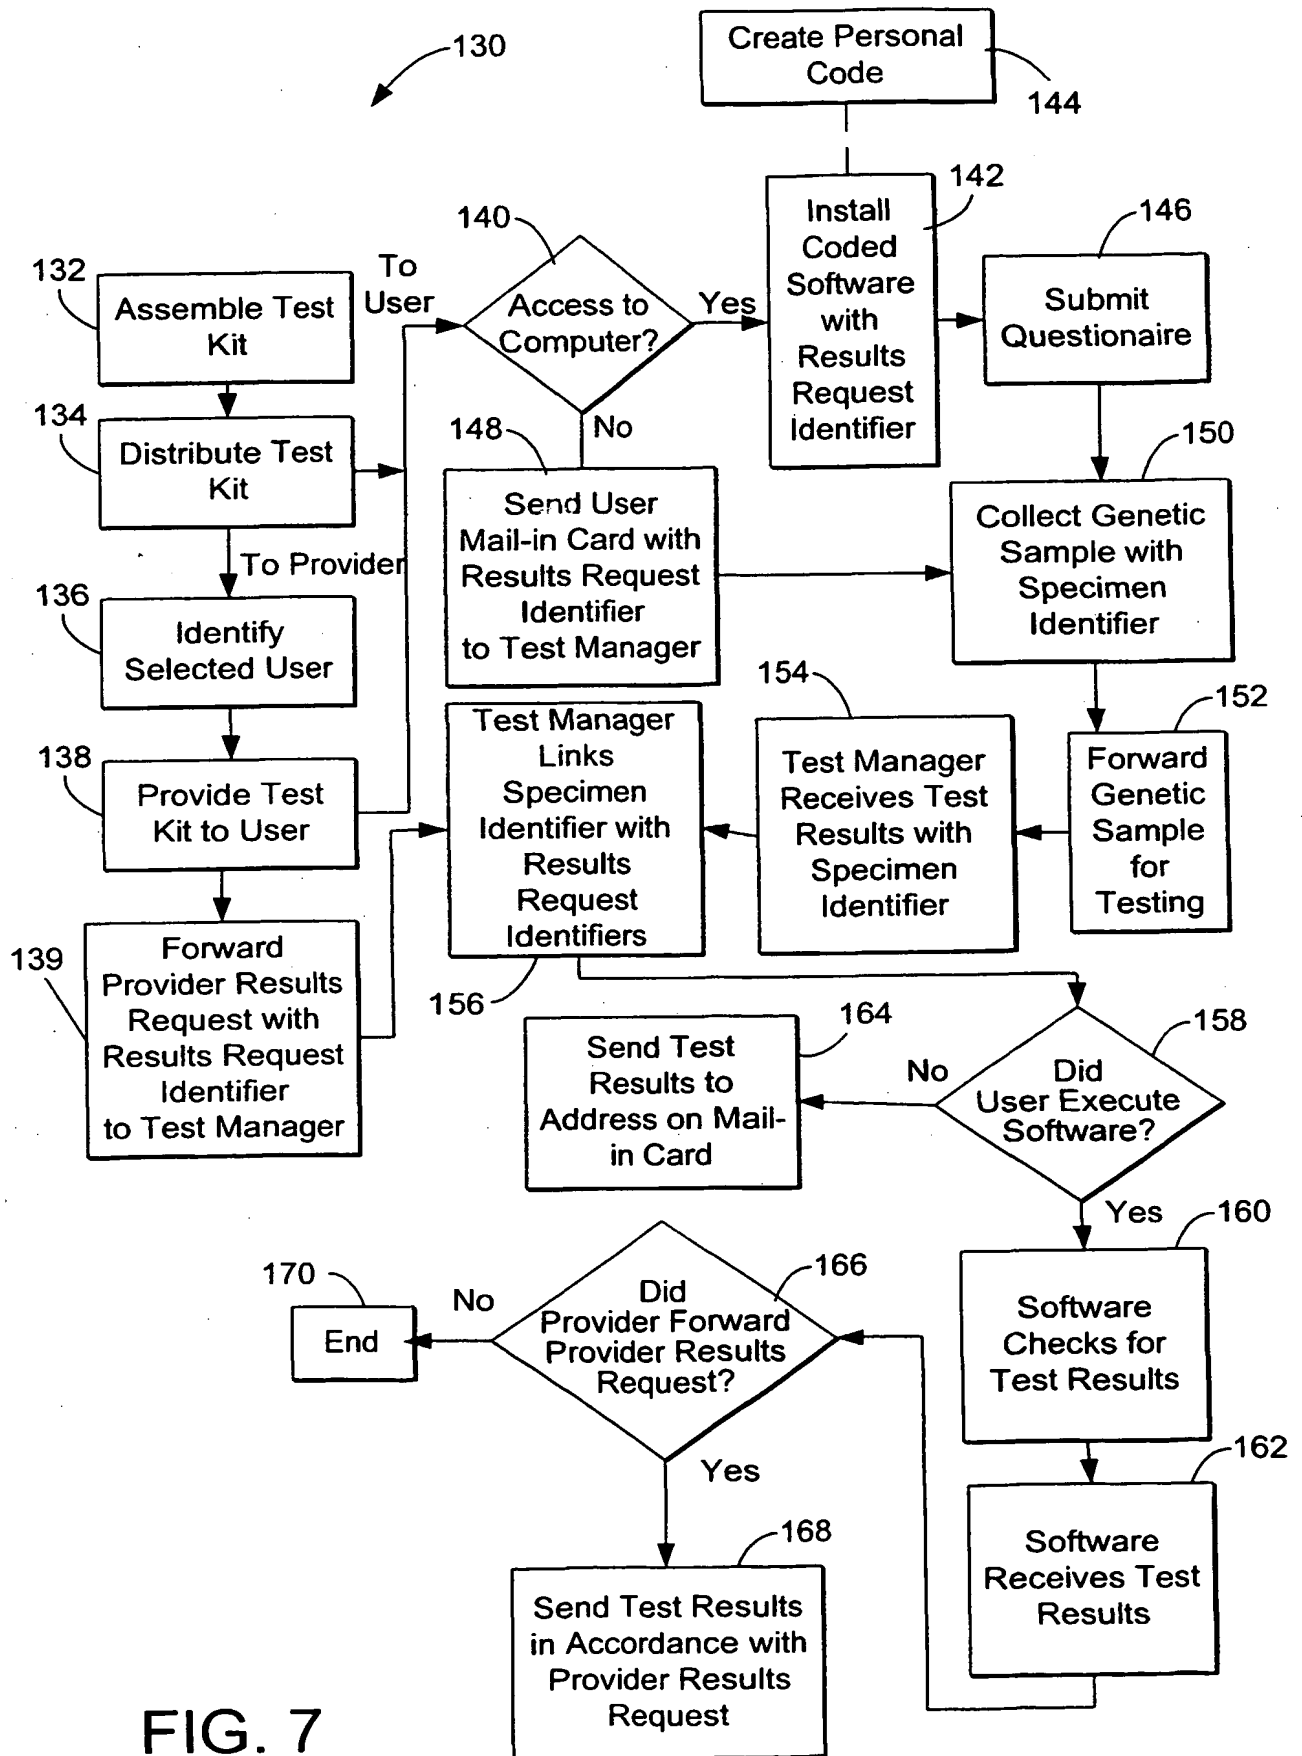 130
Create Personal
Code
144
142
Install
Coded
Software
with
Results
Request
Identifier
146
Submit
Questionaire
140
To
User
Access to
Computer?
Yes
No
132
Assemble Test
Kit
134
Distribute Test
Kit
To Provider
136
Identify
Selected User
138
Provide Test
Kit to User
139
Forward
Provider Results
Request with
Results Request
Identifier
to Test Manager
148
Send User
Mail-in Card with
Results Request
Identifier
to Test Manager
150
Collect Genetic
Sample with
Specimen
Identifier
152
Forward
Genetic
Sample
for
Testing
154
Test Manager
Receives Test
Results with
Specimen
Identifier
Test Manager
Links
Specimen
Identifier with
Results
Request
Identifiers
156
158
Did
User Execute
Software?
No
Yes
164
Send Test
Results to
Address on Mail-
in Card
160
Software
Checks for
Test Results
162
Software
Receives Test
Results
166
Did
Provider Forward
Provider Results
Request?
No
Yes
170
End
168
Send Test Results
in Accordance with
Provider Results
Request
FIG. 7